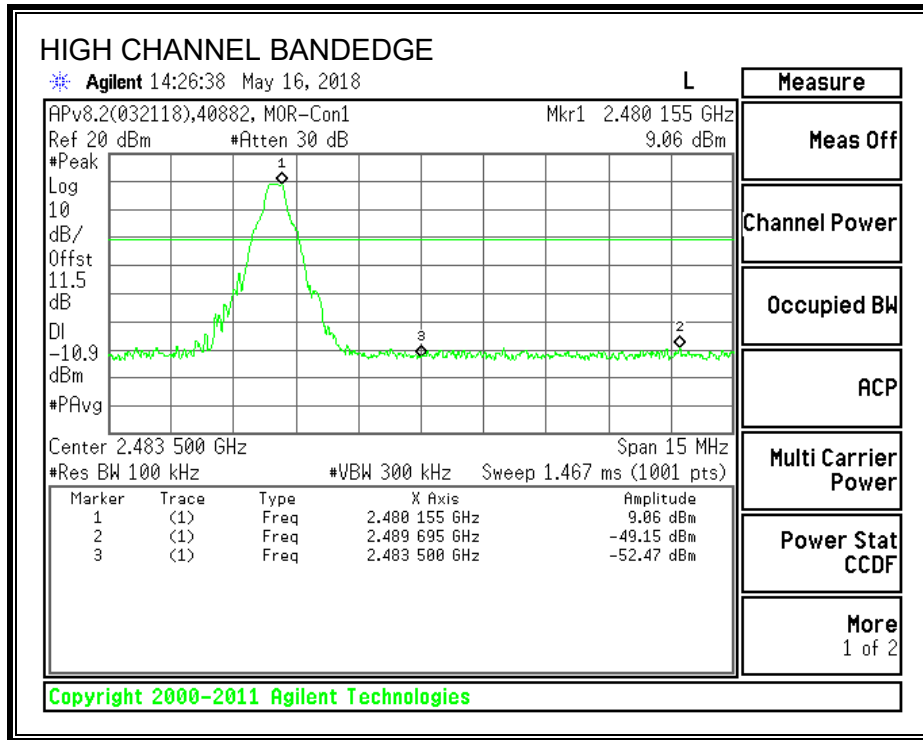 HIGH CHANNEL BANDEDGE
Agilent 14:26:38 May 16, 2018 L
APv8.2(032118),40882, MOR-Con1 Mkr1 2.480 155 GHz
Ref 20 dBm #Atten 30 dB 9.06 dBm
#Peak
Log
10
dB/
Offst
11.5
dB
DI
-10.9
dBm
#PAvg
1
3
2
Center 2.483 500 GHz Span 15 MHz
#Res BW 100 kHz #VBW 300 kHz Sweep 1.467 ms (1001 pts)
Marker Trace Type X Axis Amplitude
1 (1) Freq 2.480 155 GHz 9.06 dBm
2 (1) Freq 2.489 695 GHz -49.15 dBm
3 (1) Freq 2.483 500 GHz -52.47 dBm
Measure
Meas Off
Channel Power
Occupied BW
ACP
Multi Carrier
Power
Power Stat
CCDF
More
1 of 2
Copyright 2000-2011 Agilent Technologies